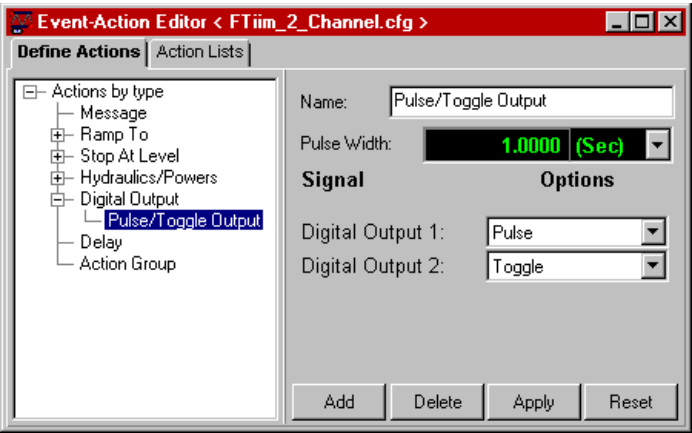 Event-Action Editor < FTiim_2_Channel.cfg >
Define Actions Action Lists
Actions by type
Message
Ramp To
Stop At Level
Hydraulics/Powers
Digital Output
Pulse/Toggle Output
Delay
Action Group
Name: Pulse/Toggle Output
Pulse Width: 1.0000 (Sec)
Signal Options
Digital Output 1: Pulse
Digital Output 2: Toggle
Add Delete Apply Reset